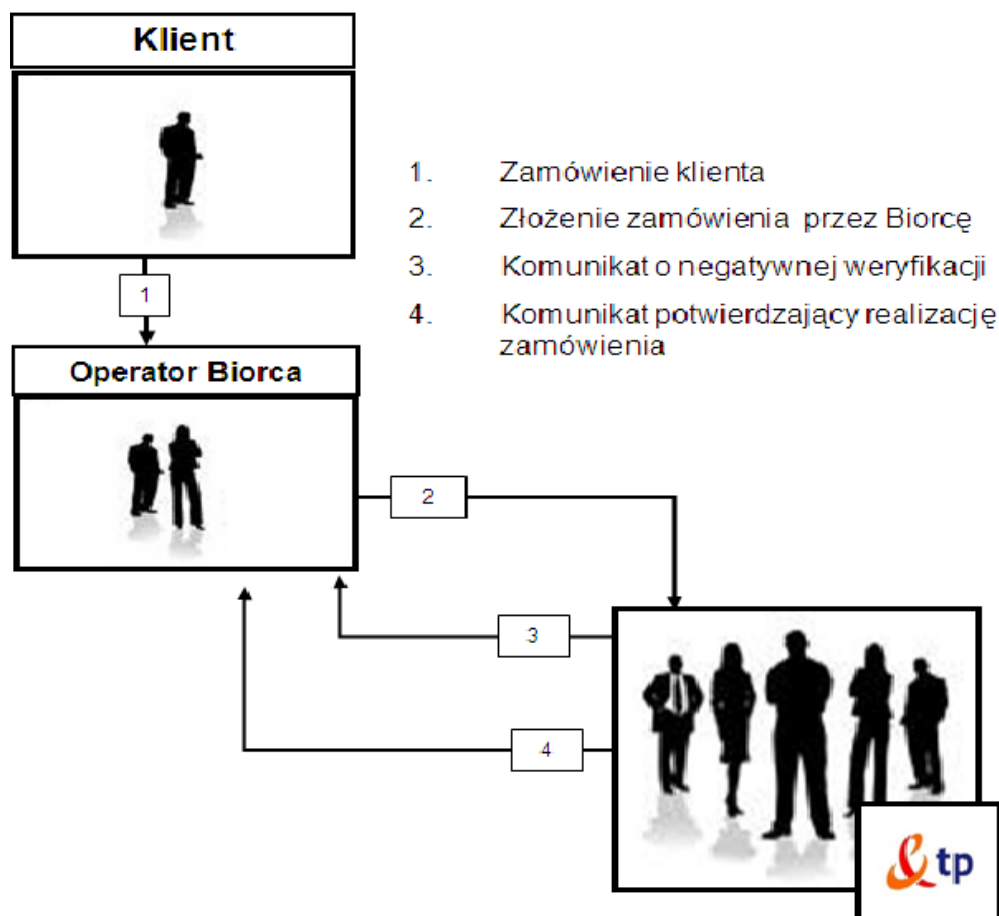 Klient
1. Zamówienie klienta
2. Złożenie zamówienia przez Biorcę
3. Komunikat o negatywnej weryfikacji
4. Komunikat potwierdzający realizację
zamówienia
1
Operator Biorca
2
3
4
tp